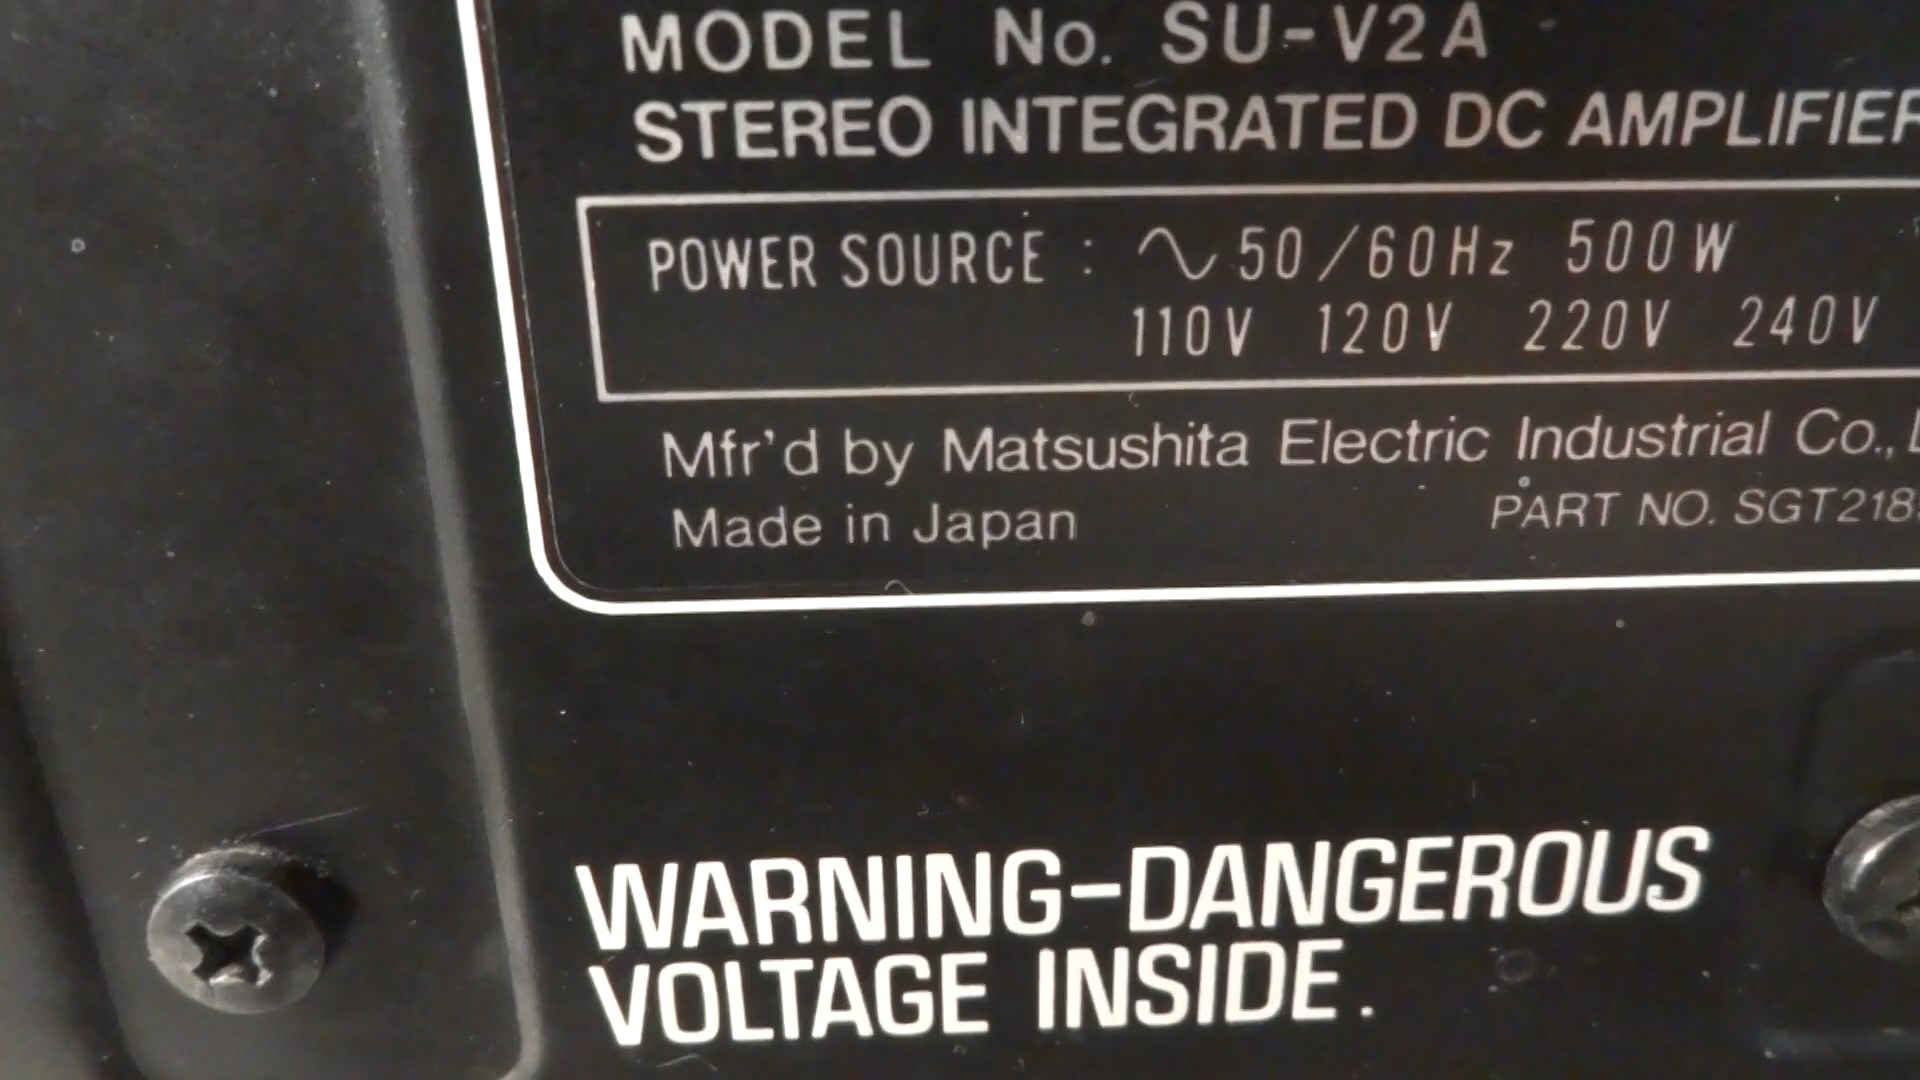 MODEL No. SU-V2A
STEREO INTEGRATED DC AMPLIFIER
POWER SOURCE : ∿ 50/60Hz 500W
110V 120V 220V 240V
Mfr'd by Matsushita Electric Industrial Co.,
Made in Japan
PART NO.
WARNING-DANGEROUS
VOLTAGE INSIDE.